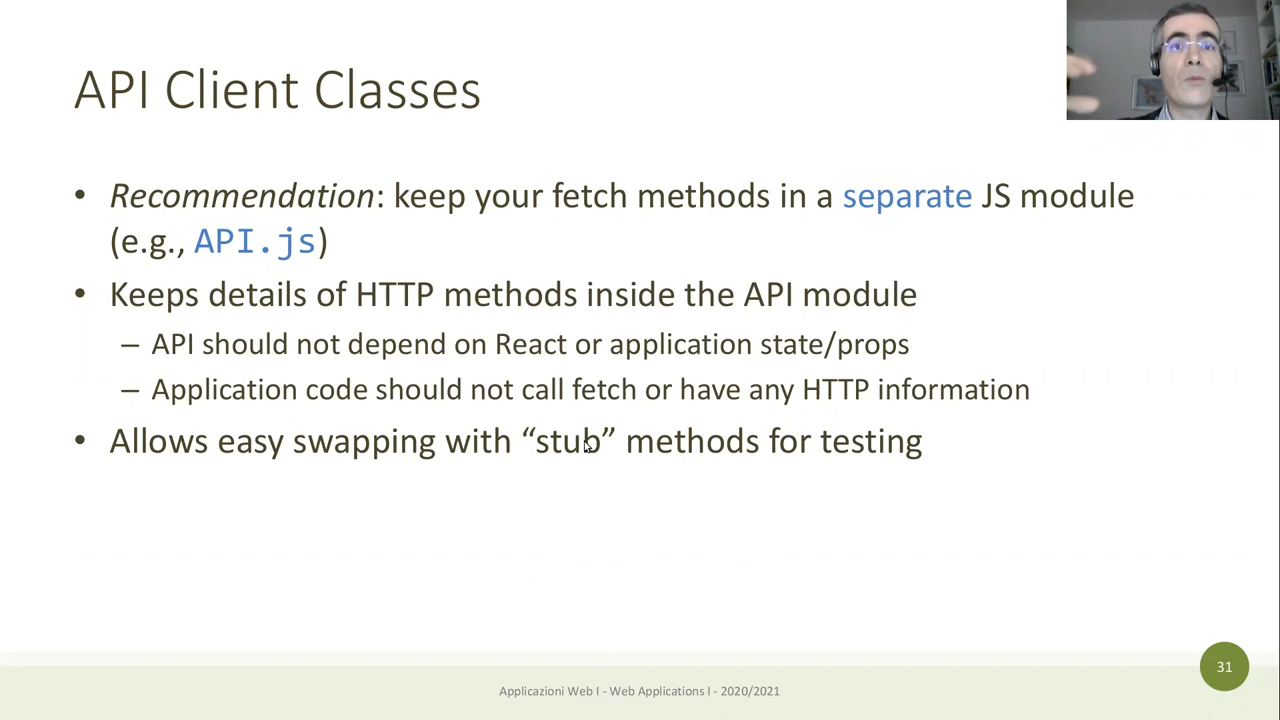 API Client Classes
• Recommendation: keep your fetch methods in a separate JS module
(e.g., API.js)
• Keeps details of HTTP methods inside the API module
– API should not depend on React or application state/props
– Application code should not call fetch or have any HTTP information
• Allows easy swapping with “stub” methods for testing
31
Applicazioni Web I - Web Applications I - 2020/2021